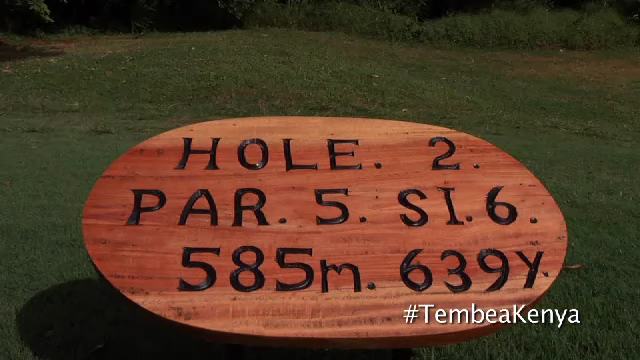 HOLE. 2.
PAR. 5. SI. 6.
585m. 639y.
#TembeaKenya